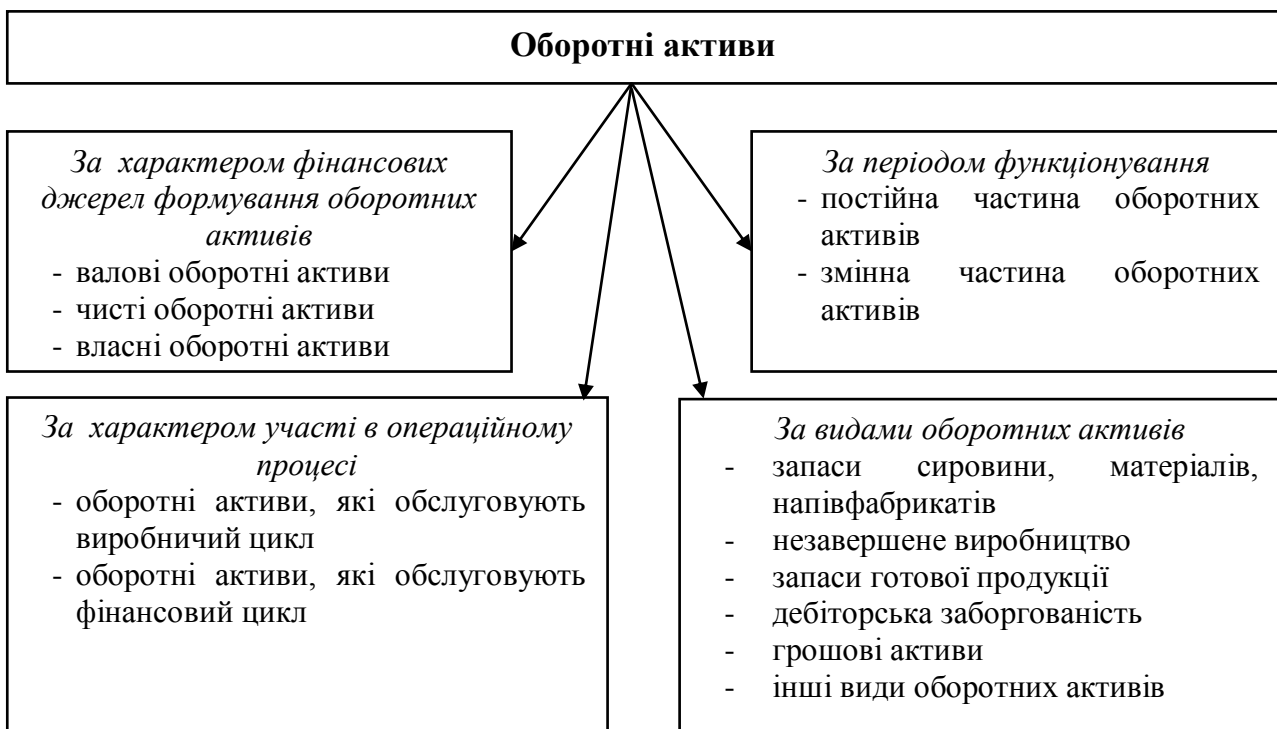 Оборотні активи
За характером фінансових
джерел формування оборотних
активів
- валові оборотні активи
- чисті оборотні активи
- власні оборотні активи
За періодом функціонування
- постійна частина оборотних
активів
- змінна частина оборотних
активів
За характером участі в операційному
процесі
- оборотні активи, які обслуговують
виробничий цикл
- оборотні активи, які обслуговують
фінансовий цикл
За видами оборотних активів
- запаси сировини, матеріалів,
напівфабрикатів
- незавершене виробництво
- запаси готової продукції
- дебіторська заборгованість
- грошові активи
- інші види оборотних активів